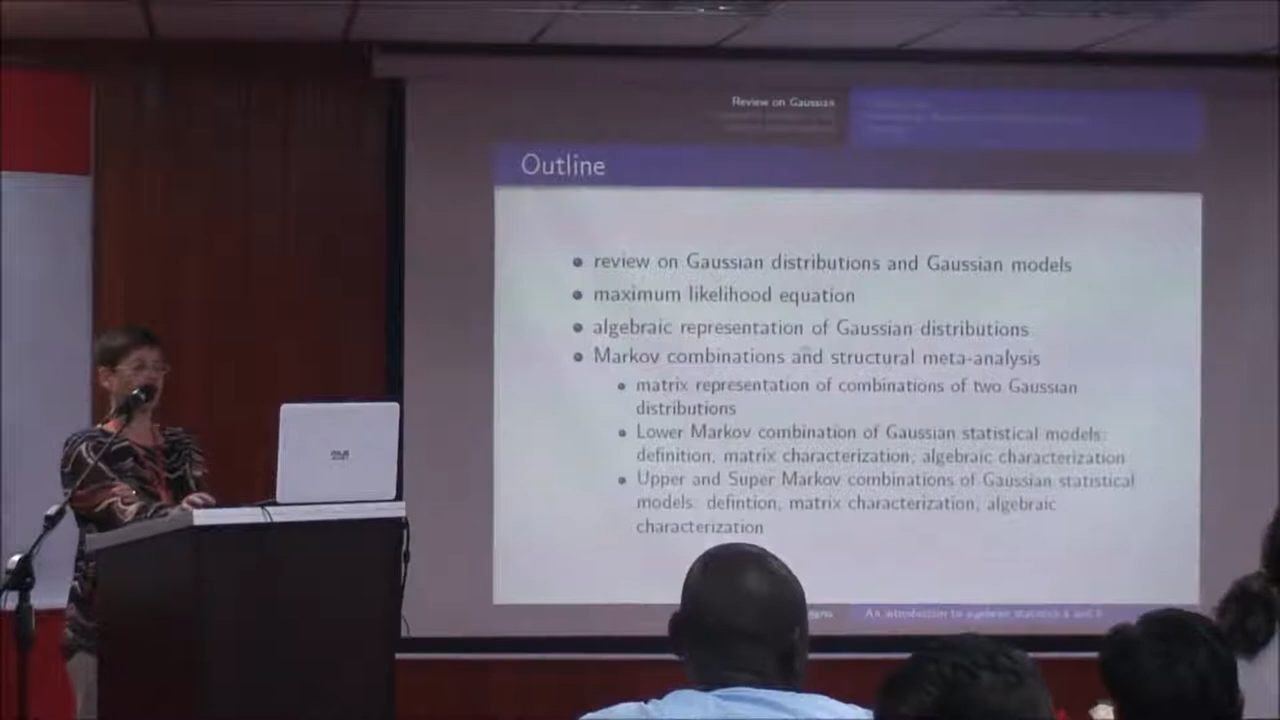 Review on Gaussian
Outline
review on Gaussian distributions and Gaussian models
maximum likelihood equation
algebraic representation of Gaussian distributions
Markov combinations and structural meta-analysis
matrix representation of combinations of two Gaussian
distributions
Lower Markov combination of Gaussian statistical models:
definition, matrix characterization, algebraic characterization
Upper and Super Markov combinations of Gaussian statistical
models: defintion, matrix characterization, algebraic
characterization
An introduction to algebraic statistics